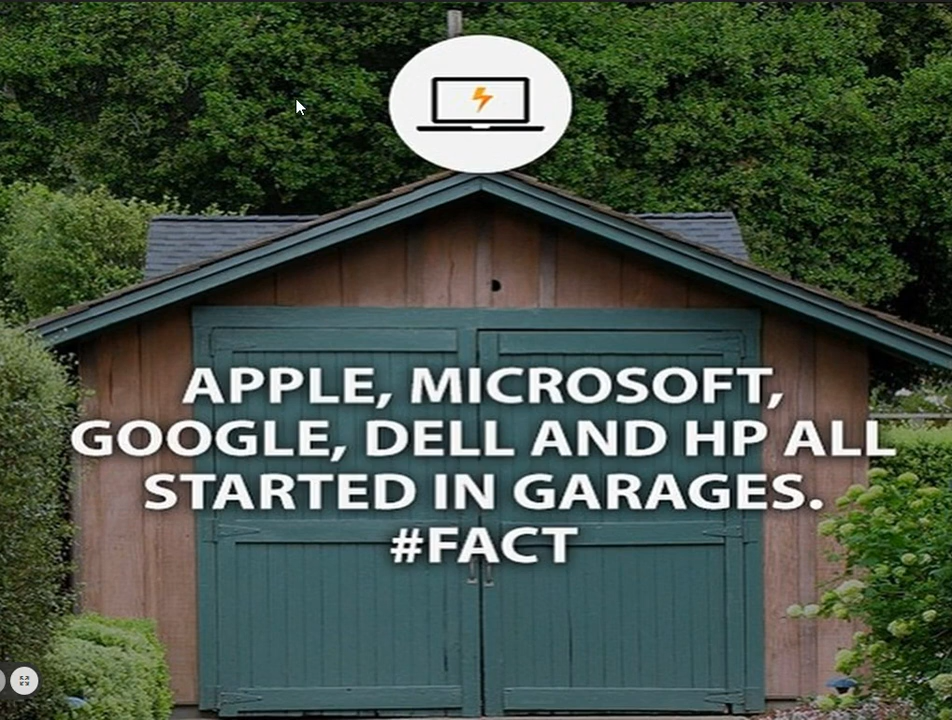 APPLE, MICROSOFT,
GOOGLE, DELL AND HP ALL
STARTED IN GARAGES.
#FACT